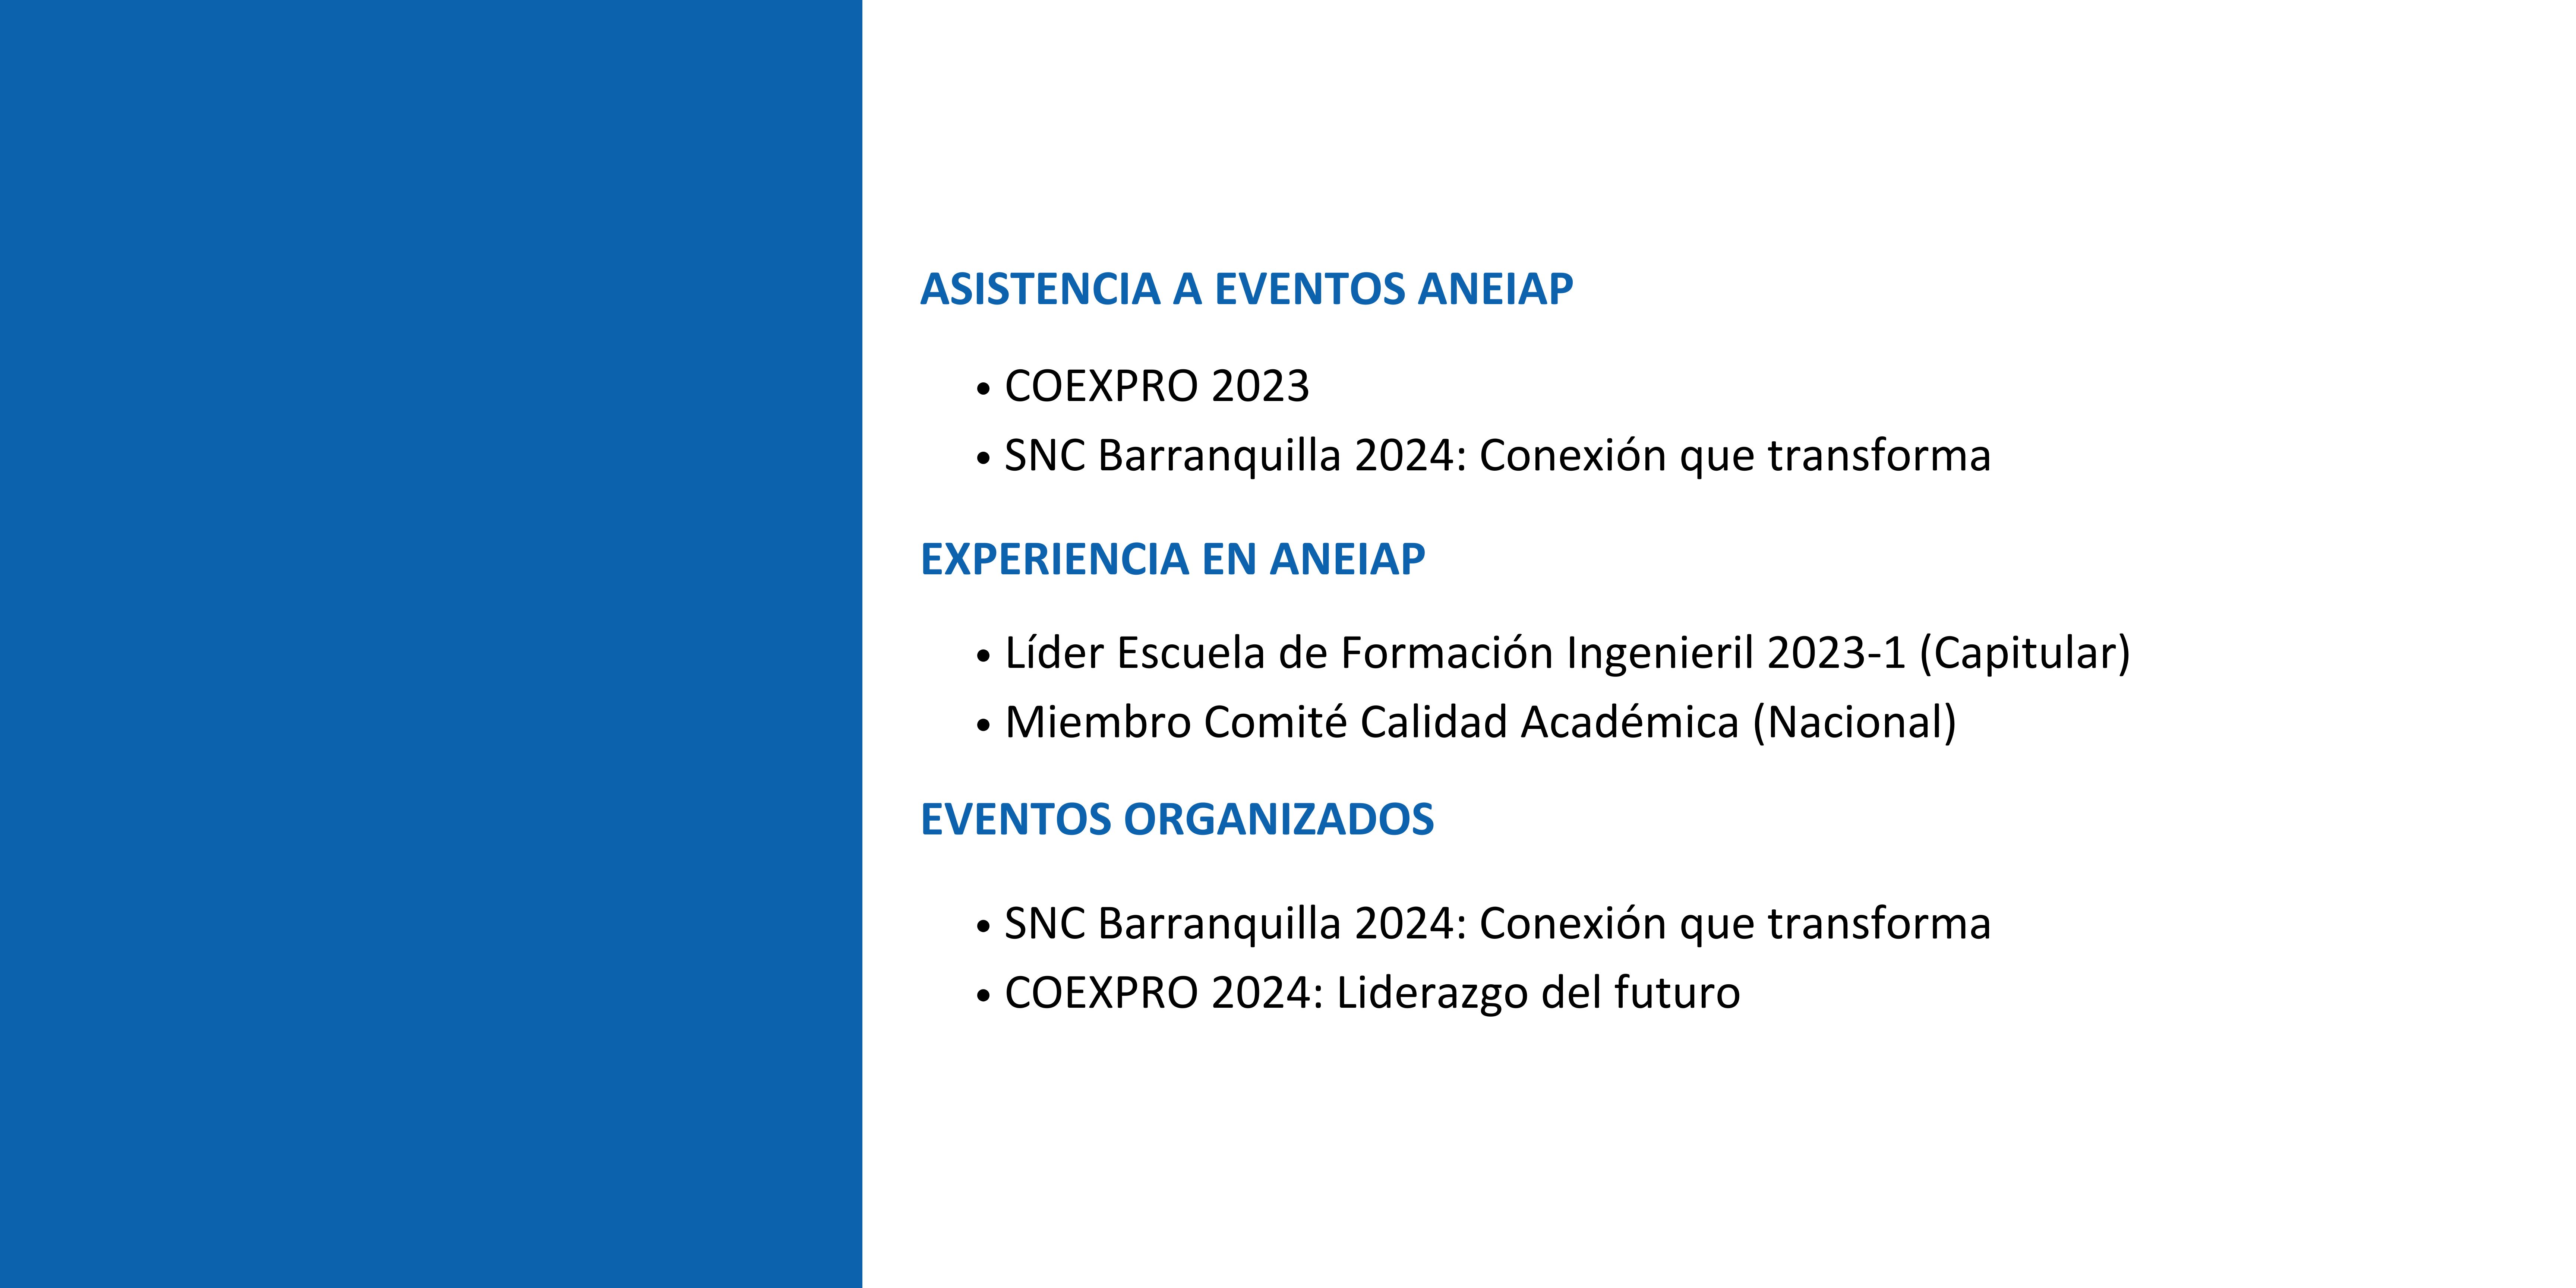 ASISTENCIA A EVENTOS ANEIAP
• COEXPRO 2023
• SNC Barranquilla 2024: Conexión que transforma
EXPERIENCIA EN ANEIAP
• Líder Escuela de Formación Ingenieril 2023-1 (Capitular)
• Miembro Comité Calidad Académica (Nacional)
EVENTOS ORGANIZADOS
• SNC Barranquilla 2024: Conexión que transforma
• COEXPRO 2024: Liderazgo del futuro